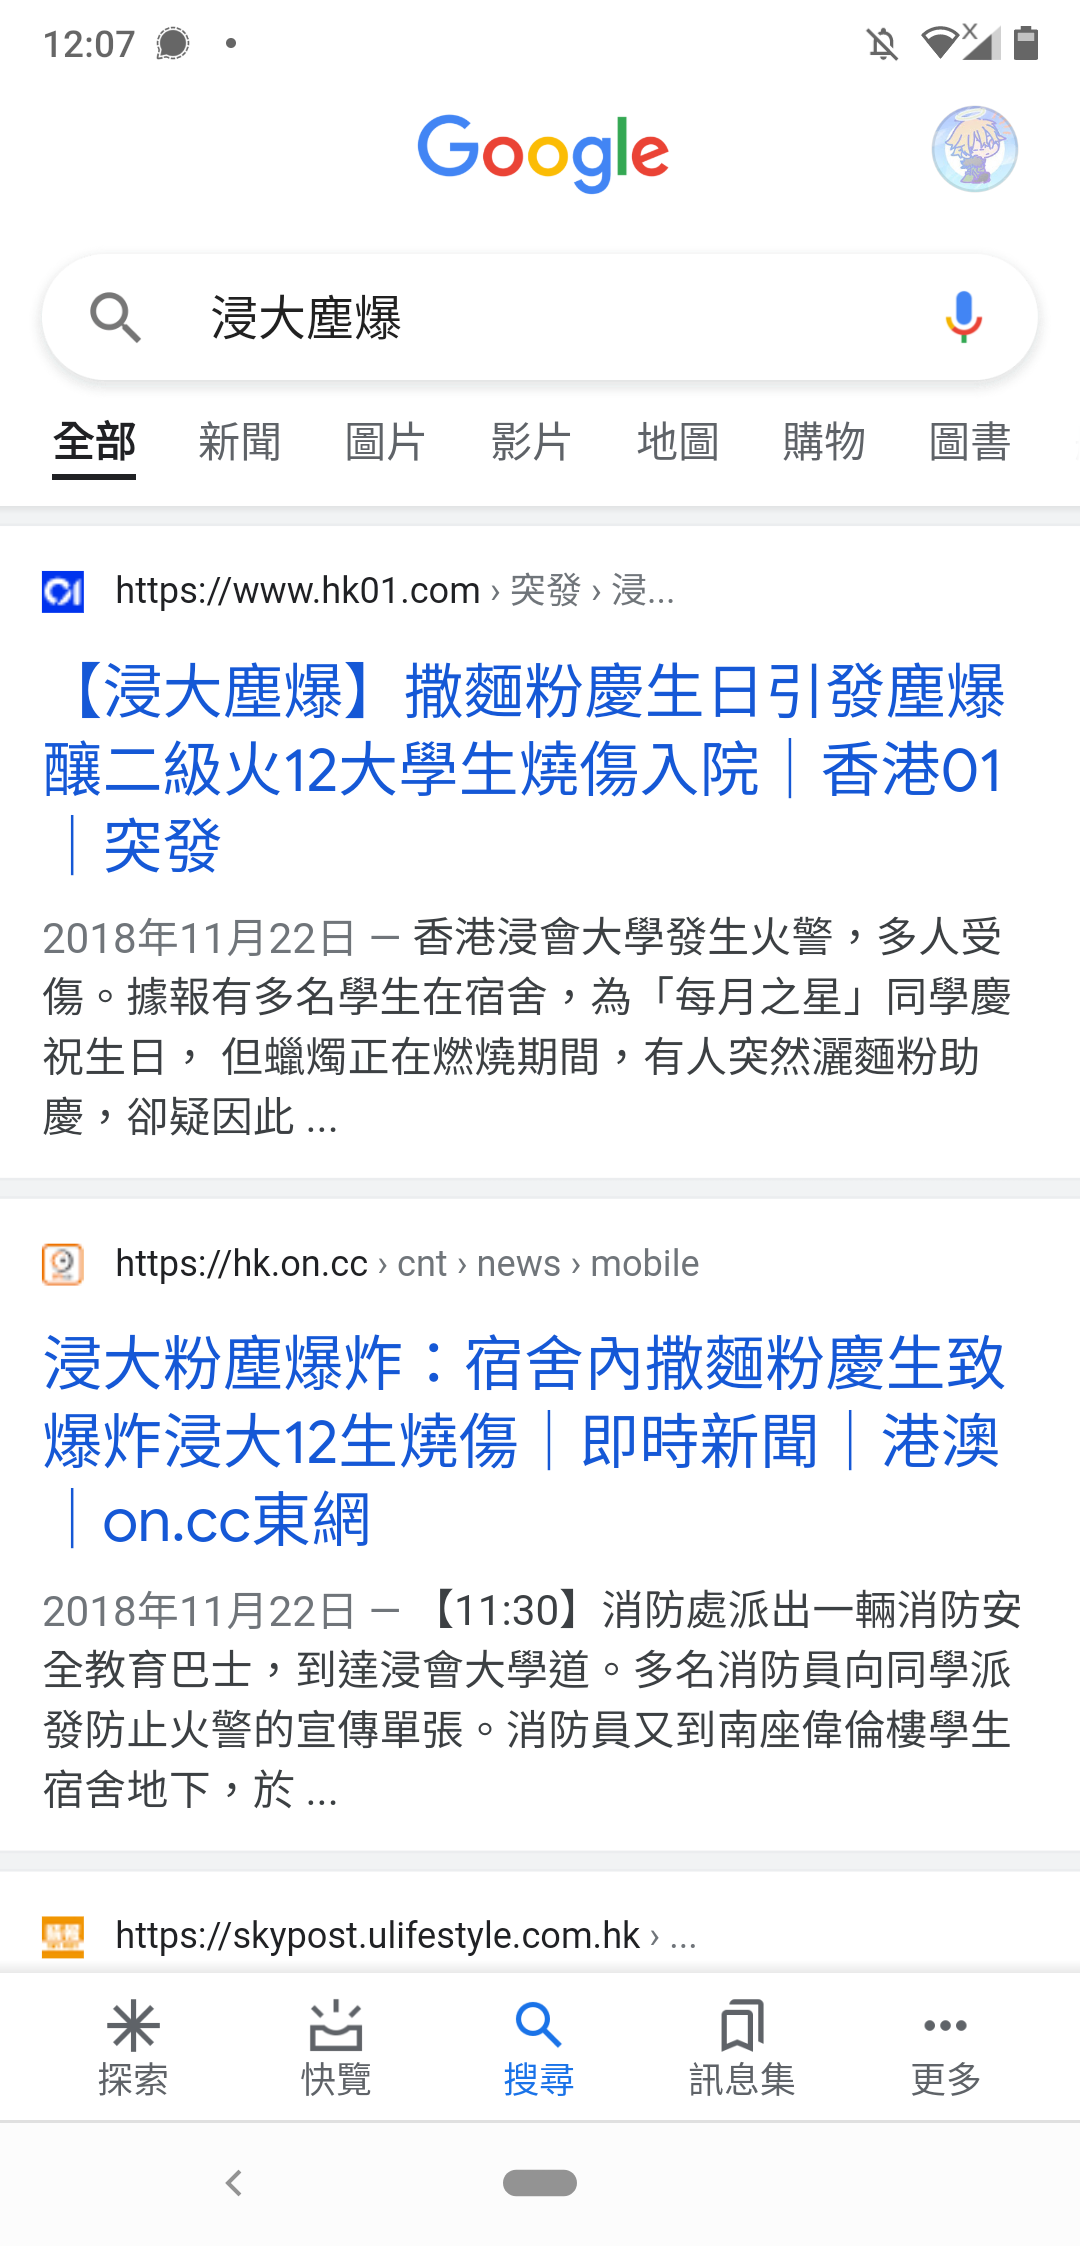 12:07
Google
浸大塵爆
全部 新聞 圖片 影片 地圖 購物 圖書
https://www.hk01.com › 突發 › 浸...
【浸大塵爆】撒麵粉慶生日引發塵爆
釀二級火12大學生燒傷入院｜香港01
｜突發
2018年11月22日 — 香港浸會大學發生火警，多人受
傷。據報有多名學生在宿舍，為「每月之星」同學慶
祝生日， 但蠟燭正在燃燒期間，有人突然灑麵粉助
慶，卻疑因此 ...
https://hk.on.cc › cnt › news › mobile
浸大粉塵爆炸：宿舍內撒麵粉慶生致
爆炸浸大12生燒傷｜即時新聞｜港澳
｜on.cc東網
2018年11月22日 — 【11:30】消防處派出一輛消防安
全教育巴士，到達浸會大學道。多名消防員向同學派
發防止火警的宣傳單張。消防員又到南座偉倫樓學生
宿舍地下，於 ...
https://skypost.ulifestyle.com.hk › ...
探索 快覽 搜尋 訊息集 更多